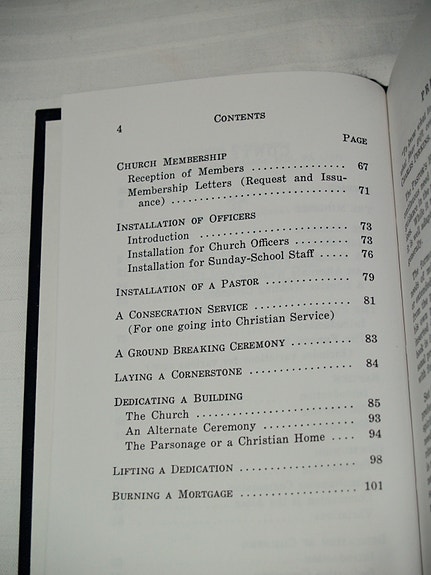 4 CONTENTS
PAGE
CHURCH MEMBERSHIP
Reception of Members ............... 67
Membership Letters (Request and Issu-
ance) ............................ 71
INSTALLATION OF OFFICERS
Introduction ........................ 73
Installation for Church Officers ........ 73
Installation for Sunday-School Staff ..... 76
INSTALLATION OF A PASTOR ............... 79
A CONSECRATION SERVICE ................ 81
(For one going into Christian Service)
A GROUND BREAKING CEREMONY .......... 83
LAYING A CORNERSTONE ................. 84
DEDICATING A BUILDING
The Church ......................... 85
An Alternate Ceremony .............. 93
The Parsonage or a Christian Home .... 94
LIFTING A DEDICATION .................. 98
BURNING A MORTGAGE .................. 101